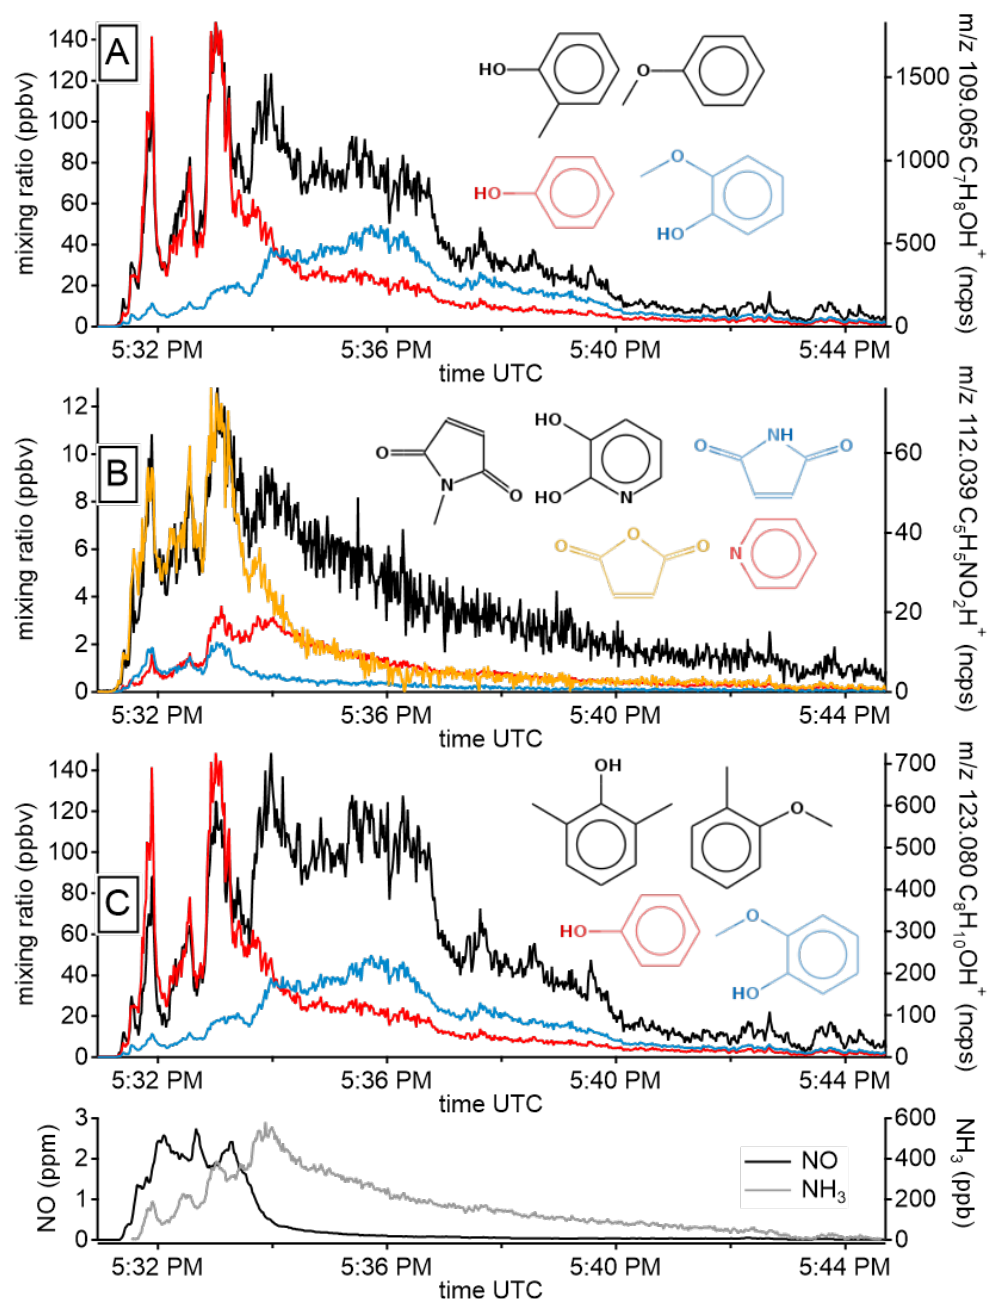 A
mixing ratio (ppbv)
140
120
100
80
60
40
20
0
HO
O
HO
O
HO
1500
1000
500
0
m/z 109.065 C₇H₈OH⁺ (ncps)
5:32 PM 5:36 PM 5:40 PM 5:44 PM
time UTC
B
mixing ratio (ppbv)
12
10
8
6
4
2
0
O
N
O
HO
HO
N
O
NH
O
O
O
O
N
60
40
20
0
m/z 112.039 C₅H₅NO₂H⁺ (ncps)
5:32 PM 5:36 PM 5:40 PM 5:44 PM
time UTC
C
mixing ratio (ppbv)
140
120
100
80
60
40
20
0
OH
O
HO
O
HO
700
600
500
400
300
200
100
0
m/z 123.080 C₈H₁₀OH⁺ (ncps)
5:32 PM 5:36 PM 5:40 PM 5:44 PM
time UTC
NO (ppm)
3
2
1
0
NO
NH₃
600
400
200
0
NH₃ (ppb)
5:32 PM 5:36 PM 5:40 PM 5:44 PM
time UTC